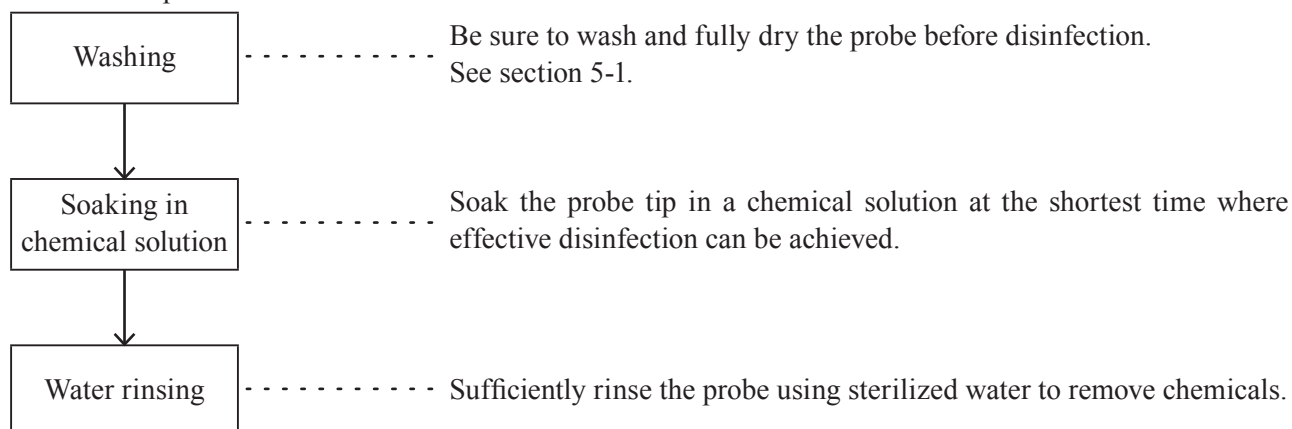 Washing
Be sure to wash and fully dry the probe before disinfection.
See section 5-1.
Soaking in
chemical solution
Soak the probe tip in a chemical solution at the shortest time where
effective disinfection can be achieved.
Water rinsing
Sufficiently rinse the probe using sterilized water to remove chemicals.